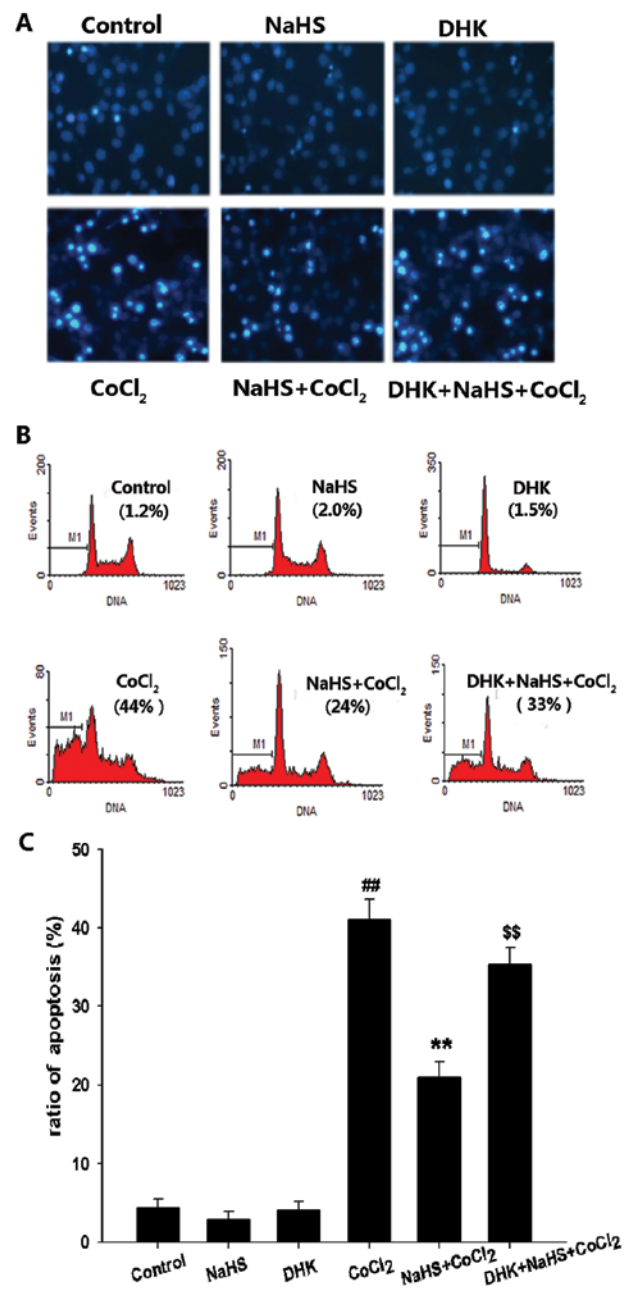 A
Control NaHS DHK
CoCl2 NaHS+CoCl2 DHK+NaHS+CoCl2
B
200 Events 0 M1 Control (1.2%) 0 DNA 1023
200 Events 0 M1 NaHS (2.0%) 0 DNA 1023
350 Events 0 M1 DHK (1.5%) 0 DNA 1023
80 Events 0 M1 CoCl2 (44% ) 0 DNA 1023
150 Events 0 M1 NaHS+CoCl2 (24%) 0 DNA 1023
150 Events 0 M1 DHK+NaHS+CoCl2 ( 33% ) 0 DNA 1023
C
ratio of apoptosis (%)
50
40
30
20
10
0
##
**
$$
Control NaHS DHK CoCl2 NaHS+CoCl2 DHK+NaHS+CoCl2